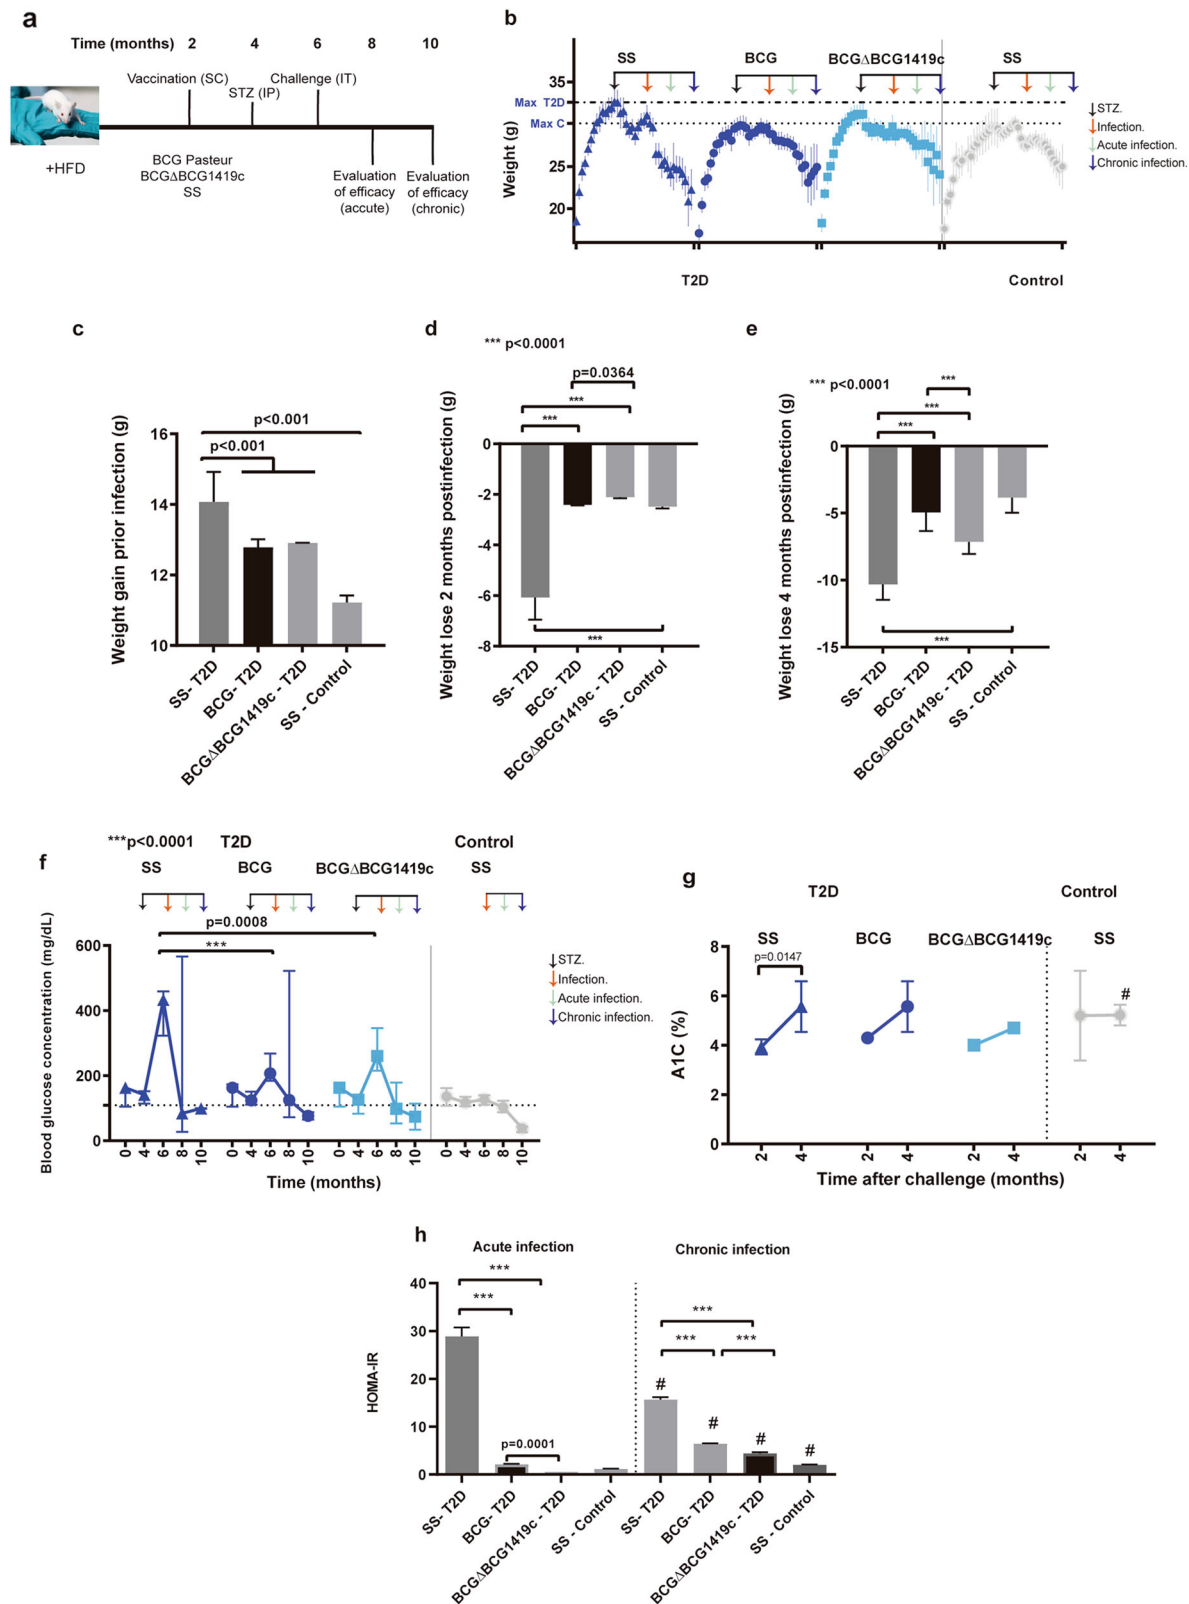 a
Time (months) 2 4 6 8 10
Vaccination (SC)
Challenge (IT)
STZ (IP)
+HFD
BCG Pasteur
BCGΔBCG1419c
SS
Evaluation
of efficacy
(accute)
Evaluation
of efficacy
(chronic)
b
SS BCG BCGΔBCG1419c SS
Weight (g)
35
25
20
Max T2D
Max C
STZ.
Infection.
Acute infection.
Chronic infection.
T2D Control
c
p<0.001
p<0.001
Weight gain prior infection (g)
16
14
12
10
SS- T2D
BCG- T2D
BCGΔBCG1419c - T2D
SS - Control
d
*** p<0.0001
p=0.0364
***
***
Weight lose 2 months postinfection (g)
0
-2
-4
-6
-8
***
SS- T2D
BCG- T2D
BCGΔBCG1419c - T2D
SS - Control
e
*** p<0.0001
***
***
***
Weight lose 4 months postinfection (g)
0
-5
-10
-15
***
SS- T2D
BCG- T2D
BCGΔBCG1419c - T2D
SS - Control
f
***p<0.0001 T2D Control
SS BCG BCGΔBCG1419c SS
p=0.0008
***
Blood glucose concentration (mg/dL)
600
400
200
0
STZ.
Infection.
Acute infection.
Chronic infection.
0 4 6 8 10 0 4 6 8 10 0 4 6 8 10 0 4 6 8 10
Time (months)
g
T2D Control
SS BCG BCGΔBCG1419c SS
p=0.0147
#
A1C (%)
8
6
4
2
0
2 4 2 4 2 4 2 4
Time after challenge (months)
h
Acute infection Chronic infection
HOMA-IR
40
30
20
10
0
***
***
p=0.0001
***
*** ***
# # # #
SS- T2D
BCG- T2D
BCGΔBCG1419c - T2D
SS - Control
SS- T2D
BCG- T2D
BCGΔBCG1419c - T2D
SS - Control